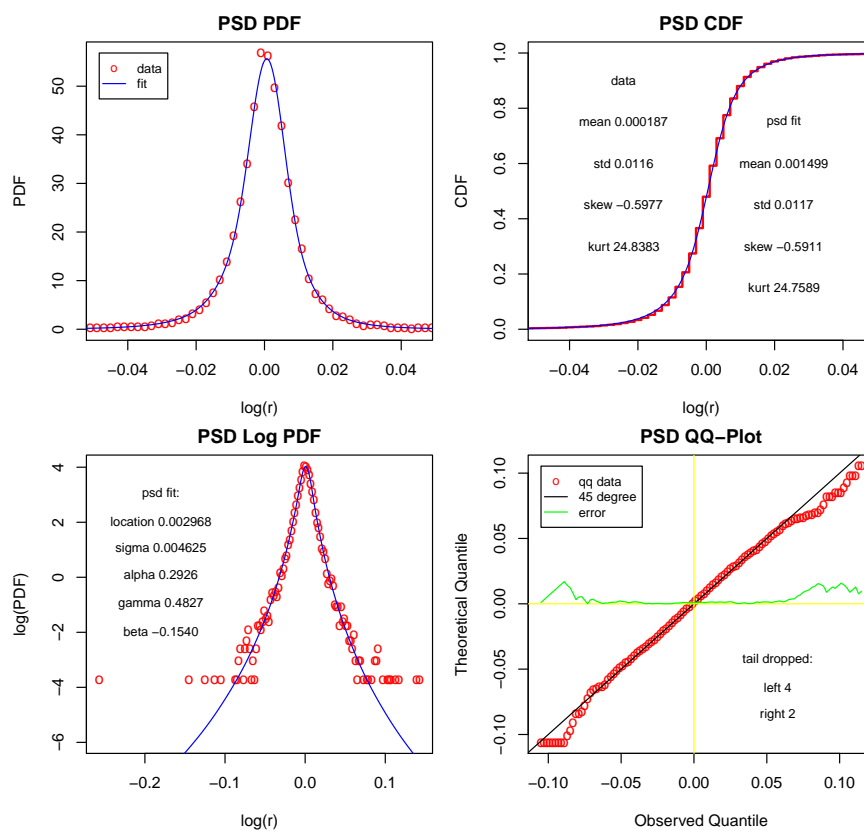 PSD PDF
data
fit
PDF
50
40
30
20
10
0
−0.04
−0.02
0.00
0.02
0.04
log(r)
PSD CDF
CDF
1.0
0.8
0.6
0.4
0.2
0.0
data
mean 0.000187
std 0.0116
skew −0.5977
kurt 24.8383
psd fit
mean 0.001499
std 0.0117
skew −0.5911
kurt 24.7589
−0.04
−0.02
0.00
0.02
0.04
log(r)
PSD Log PDF
log(PDF)
4
2
0
−2
−4
−6
psd fit:
location 0.002968
sigma 0.004625
alpha 0.2926
gamma 0.4827
beta −0.1540
−0.2
−0.1
0.0
0.1
log(r)
PSD QQ−Plot
qq data
45 degree
error
Theoretical Quantile
0.10
0.05
0.00
−0.05
−0.10
tail dropped:
left 4
right 2
−0.10
−0.05
0.00
0.05
0.10
Observed Quantile